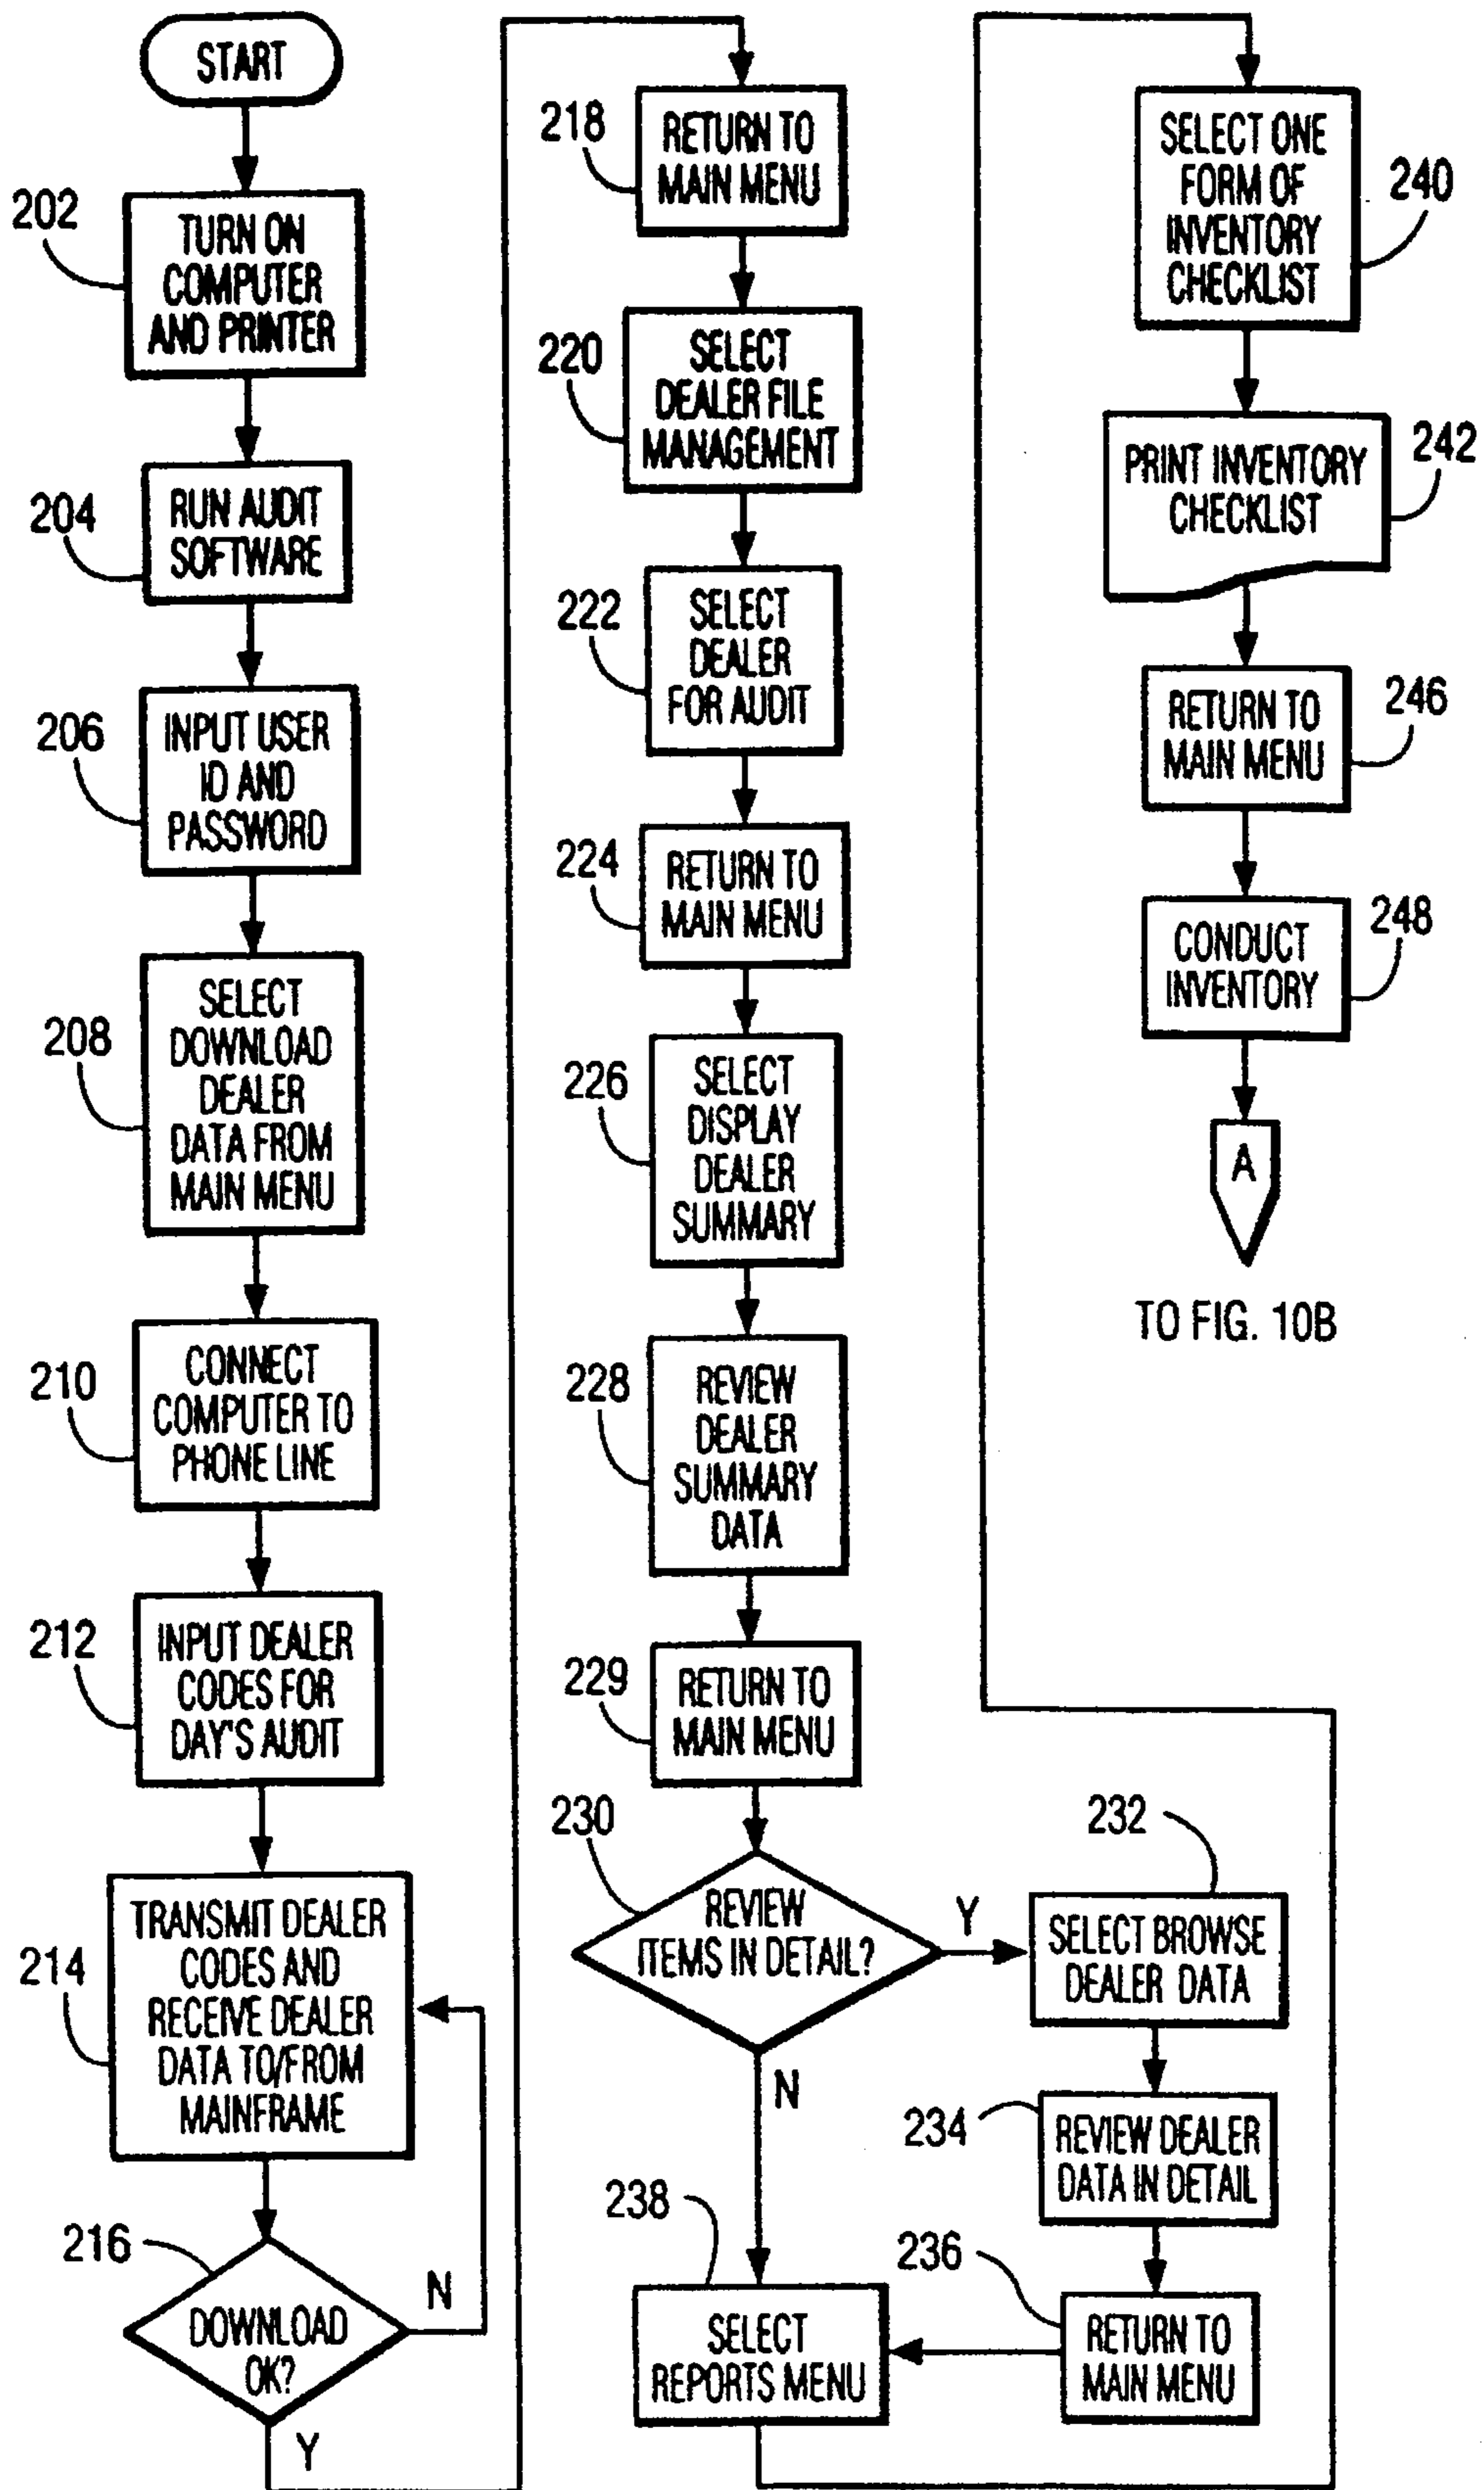 START
202
TURN ON
COMPUTER
AND PRINTER
204
RUN AUDIT
SOFTWARE
206
INPUT USER
ID AND
PASSWORD
208
SELECT
DOWNLOAD
DEALER
DATA FROM
MAIN MENU
210
CONNECT
COMPUTER TO
PHONE LINE
212
INPUT DEALER
CODES FOR
DAY'S AUDIT
214
TRANSMIT DEALER
CODES AND
RECEIVE DEALER
DATA TO/FROM
MAINFRAME
216
DOWNLOAD
OK?
N
Y
218
RETURN TO
MAIN MENU
220
SELECT
DEALER FILE
MANAGEMENT
222
SELECT
DEALER
FOR AUDIT
224
RETURN TO
MAIN MENU
226
SELECT
DISPLAY
DEALER
SUMMARY
228
REVIEW
DEALER
SUMMARY
DATA
229
RETURN TO
MAIN MENU
230
REVIEW
ITEMS IN DETAIL?
Y
N
232
SELECT BROWSE
DEALER DATA
234
REVIEW DEALER
DATA IN DETAIL
236
RETURN TO
MAIN MENU
238
SELECT
REPORTS MENU
240
SELECT ONE
FORM OF
INVENTORY
CHECKLIST
242
PRINT INVENTORY
CHECKLIST
246
RETURN TO
MAIN MENU
248
CONDUCT
INVENTORY
A
TO FIG. 10B